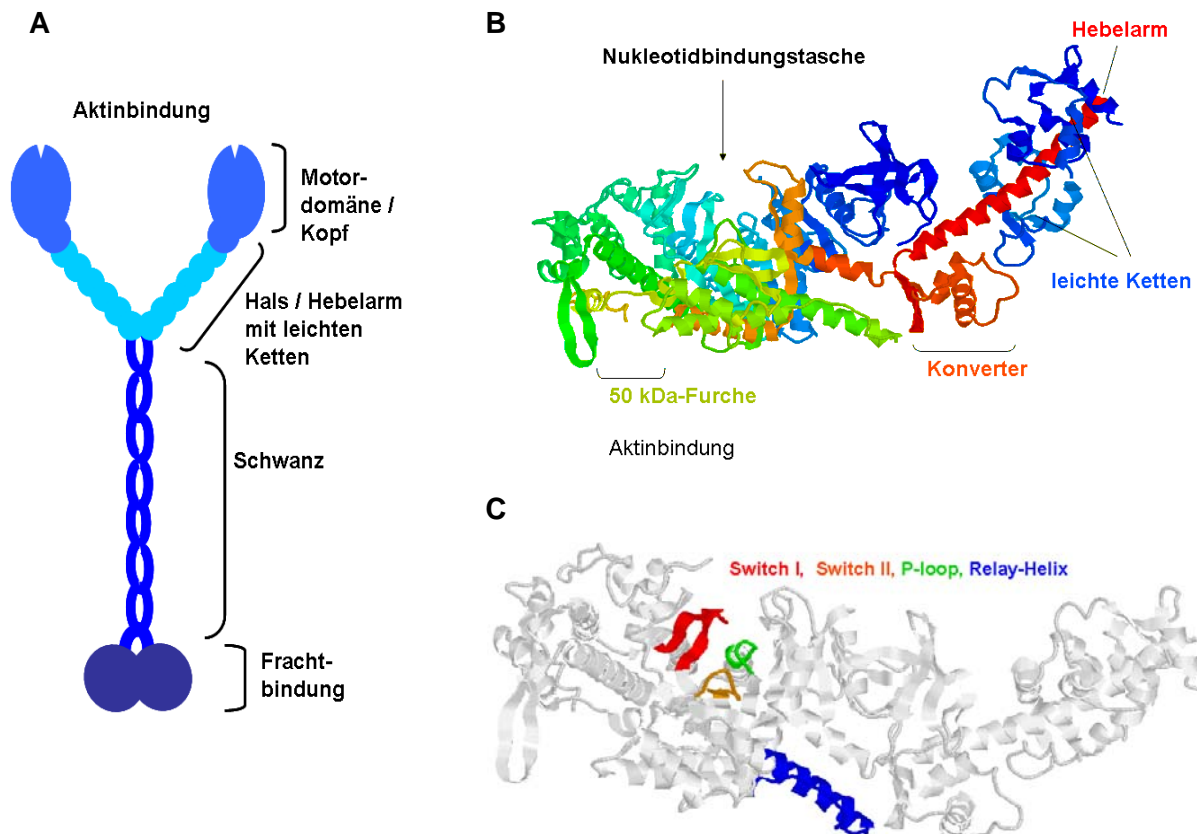 A
Aktinbindung
Motor-
domäne /
Kopf
Hals / Hebelarm
mit leichten
Ketten
Schwanz
Fracht-
bindung
B
Nukleotidbindungstasche
Hebelarm
leichte Ketten
Konverter
50 kDa-Furche
Aktinbindung
C
Switch I, Switch II, P-loop, Relay-Helix